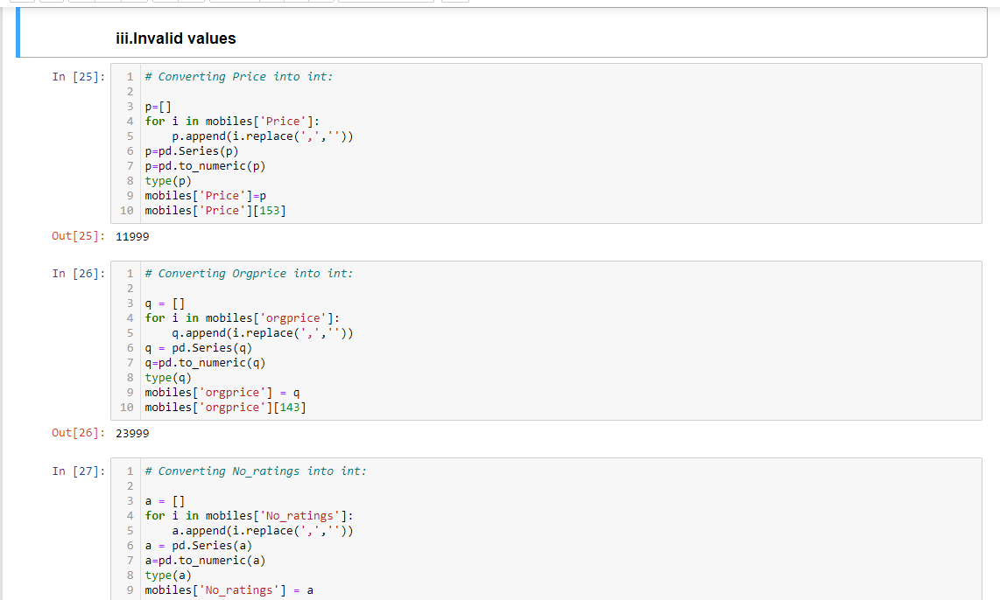 iii.Invalid values
In [25]:
1 # Converting Price into int:
2
3 p=[]
4 for i in mobiles['Price']:
5     p.append(i.replace(',',''))
6 p=pd.Series(p)
7 p=pd.to_numeric(p)
8 type(p)
9 mobiles['Price']=p
10 mobiles['Price'][153]
Out[25]: 11999
In [26]:
1 # Converting Orgprice into int:
2
3 q = []
4 for i in mobiles['orgprice']:
5     q.append(i.replace(',',''))
6 q = pd.Series(q)
7 q=pd.to_numeric(q)
8 type(q)
9 mobiles['orgprice'] = q
10 mobiles['orgprice'][143]
Out[26]: 23999
In [27]:
1 # Converting No_ratings into int:
2
3 a = []
4 for i in mobiles['No_ratings']:
5     a.append(i.replace(',',''))
6 a = pd.Series(a)
7 a=pd.to_numeric(a)
8 type(a)
9 mobiles['No_ratings'] = a